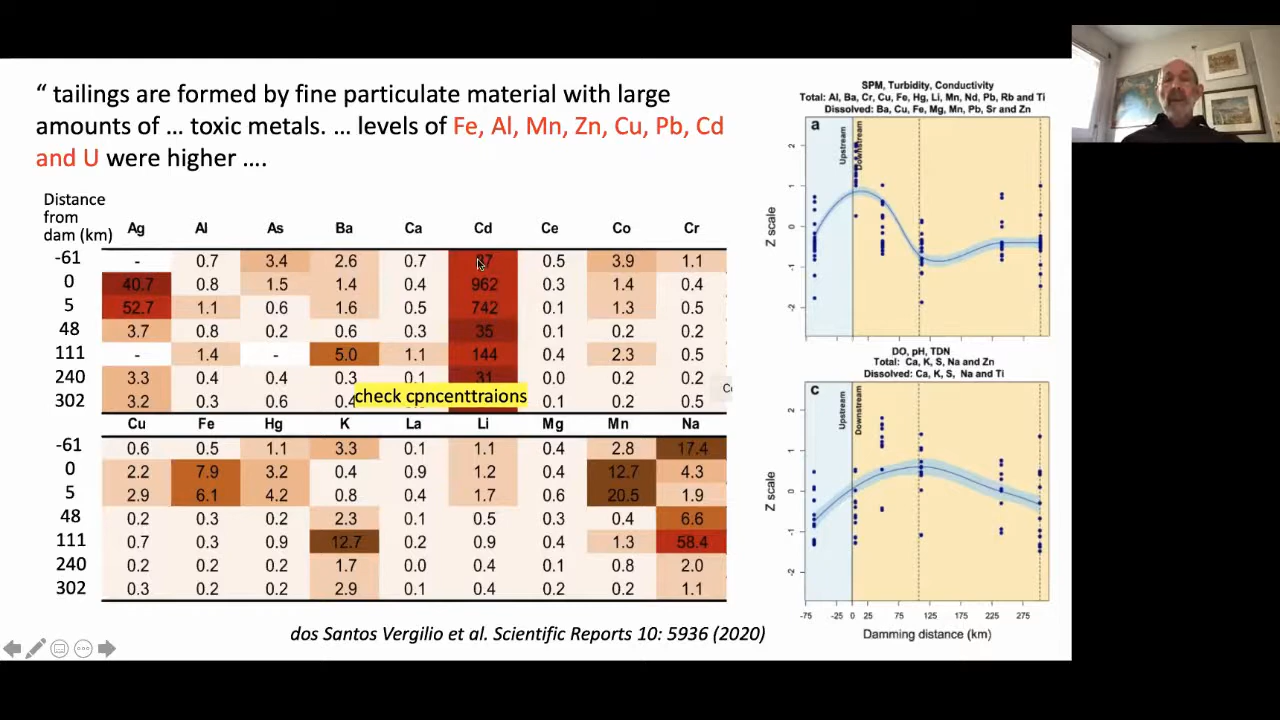 “ tailings are formed by fine particulate material with large
amounts of … toxic metals. … levels of Fe, Al, Mn, Zn, Cu, Pb, Cd
and U were higher ….
Distance
from
dam (km) Ag Al As Ba Ca Cd Ce Co Cr
-61 - 0.7 3.4 2.6 0.7 0.5 3.9 1.1
0 40.7 0.8 1.5 1.4 0.4 962 0.3 1.4 0.4
5 52.7 1.1 0.6 1.6 0.5 742 0.1 1.3 0.5
48 3.7 0.8 0.2 0.6 0.3 35 0.1 0.2 0.2
111 - 1.4 - 5.0 1.1 144 0.4 2.3 0.5
240 3.3 0.4 0.4 0.3 0.1 31 0.0 0.2 0.2
302 3.2 0.3 0.6 0.1 0.2 0.5
check cpncenttraions
Cu Fe Hg K La Li Mg Mn Na
-61 0.6 0.5 1.1 3.3 0.1 1.1 0.4 2.8 17.4
0 2.2 7.9 3.2 0.4 0.9 1.2 0.4 12.7 4.3
5 2.9 6.1 4.2 0.8 0.4 1.7 0.6 20.5 1.9
48 0.2 0.3 0.2 2.3 0.1 0.5 0.3 0.4 6.6
111 0.7 0.3 0.9 12.7 0.2 0.9 0.4 1.3 58.4
240 0.2 0.2 0.2 1.7 0.0 0.4 0.1 0.8 2.0
302 0.3 0.2 0.2 2.9 0.1 0.4 0.2 0.2 1.1
dos Santos Vergilio et al. Scientific Reports 10: 5936 (2020)
SPM, Turbidity, Conductivity
Total: Al, Ba, Cr, Cu, Fe, Hg, Li, Mn, Nd, Pb, Rb and Ti
Dissolved: Ba, Cu, Fe, Mg, Mn, Pb, Sr and Zn
a
Upstream
Downstream
Z scale
2
1
0
-1
-2
DO, pH, TDN
Total: Ca, K, S, Na and Zn
Dissolved: Ca, K, S, Na and Ti
c
Upstream
Downstream
Z scale
2
1
0
-1
-2
-75 -25 0 25 75 125 175 225 275
Damming distance (km)